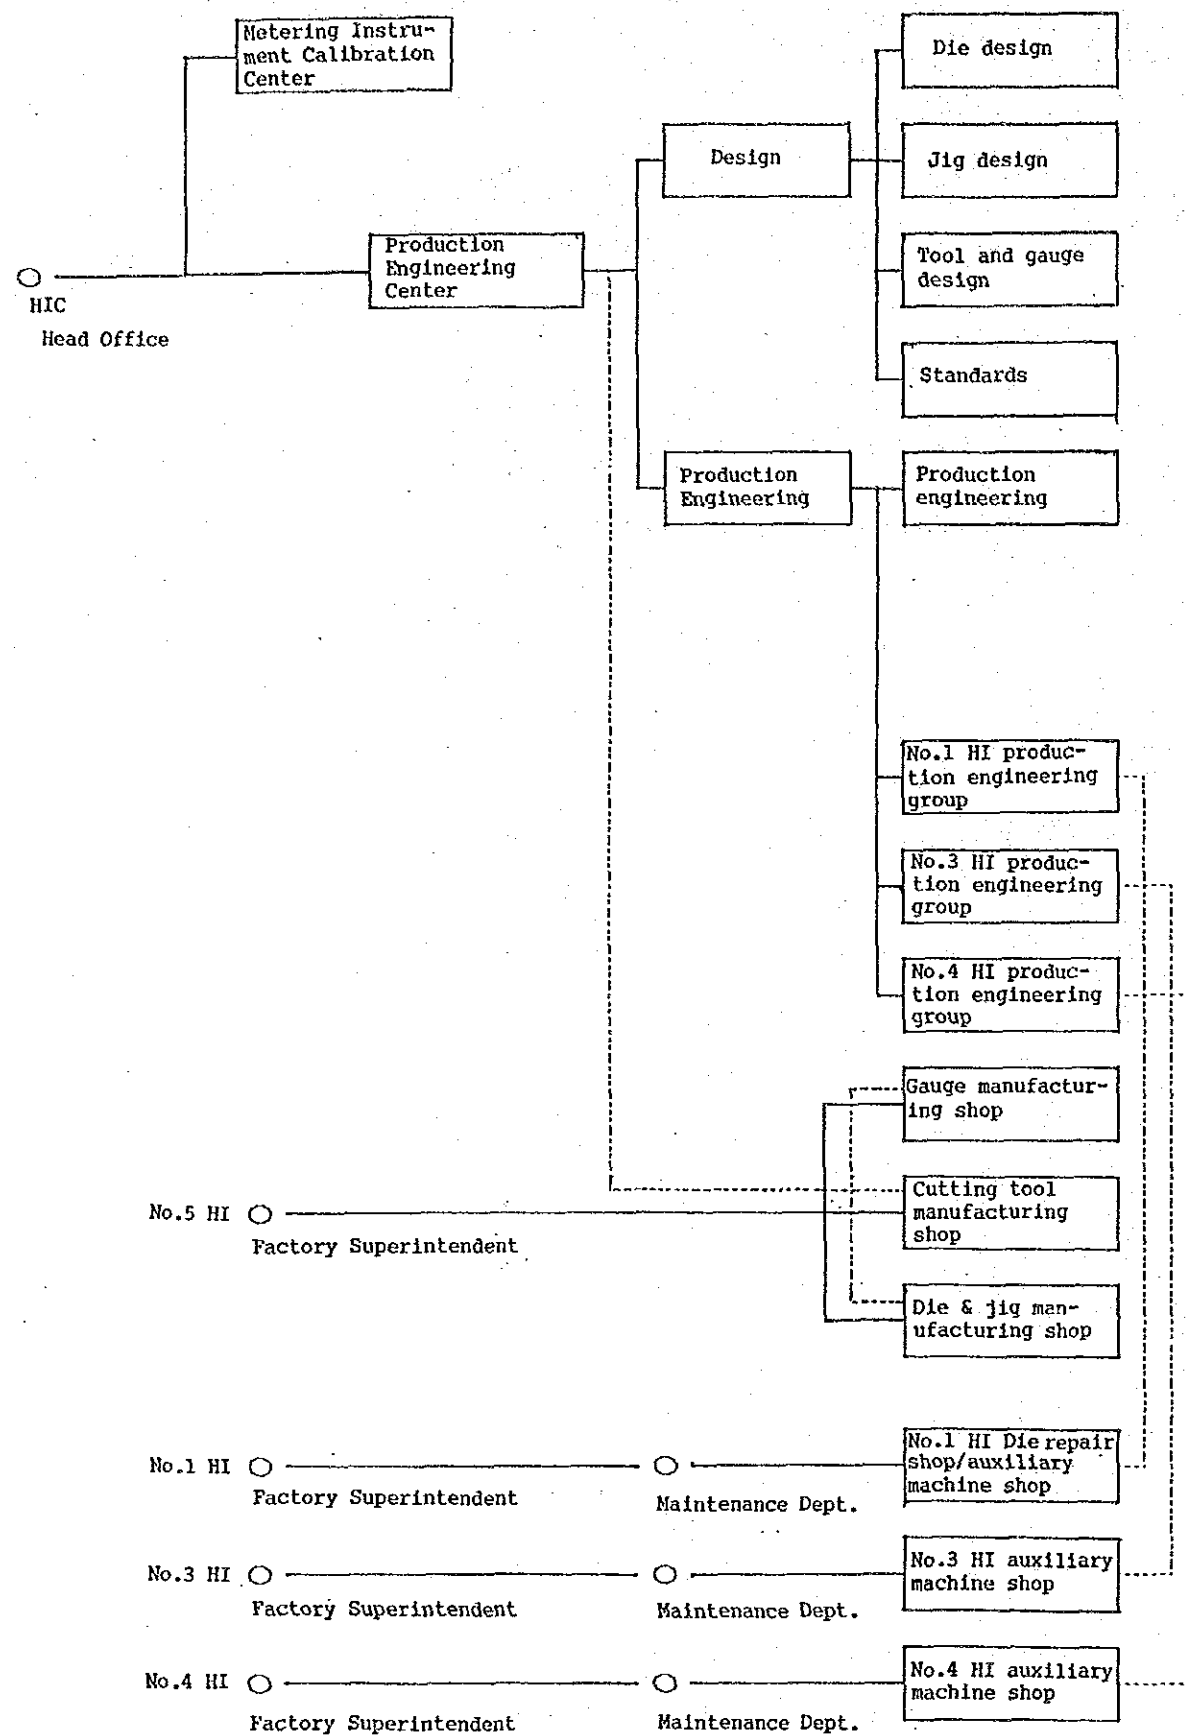 Metering Instru-
ment Calibration
Center
Die design
Design
Jig design
Production
Engineering
Center
Tool and gauge
design
HIC
Head Office
Standards
Production
Engineering
Production
engineering
No.1 HI produc-
tion engineering
group
No.3 HI produc-
tion engineering
group
No.4 HI produc-
tion engineering
group
Gauge manufactur-
ing shop
No.5 HI
Factory Superintendent
Cutting tool
manufacturing
shop
Die & jig man-
ufacturing shop
No.1 HI
Factory Superintendent
Maintenance Dept.
No.1 HI Die repair
shop/auxiliary
machine shop
No.3 HI
Factory Superintendent
Maintenance Dept.
No.3 HI auxiliary
machine shop
No.4 HI
Factory Superintendent
Maintenance Dept.
No.4 HI auxiliary
machine shop